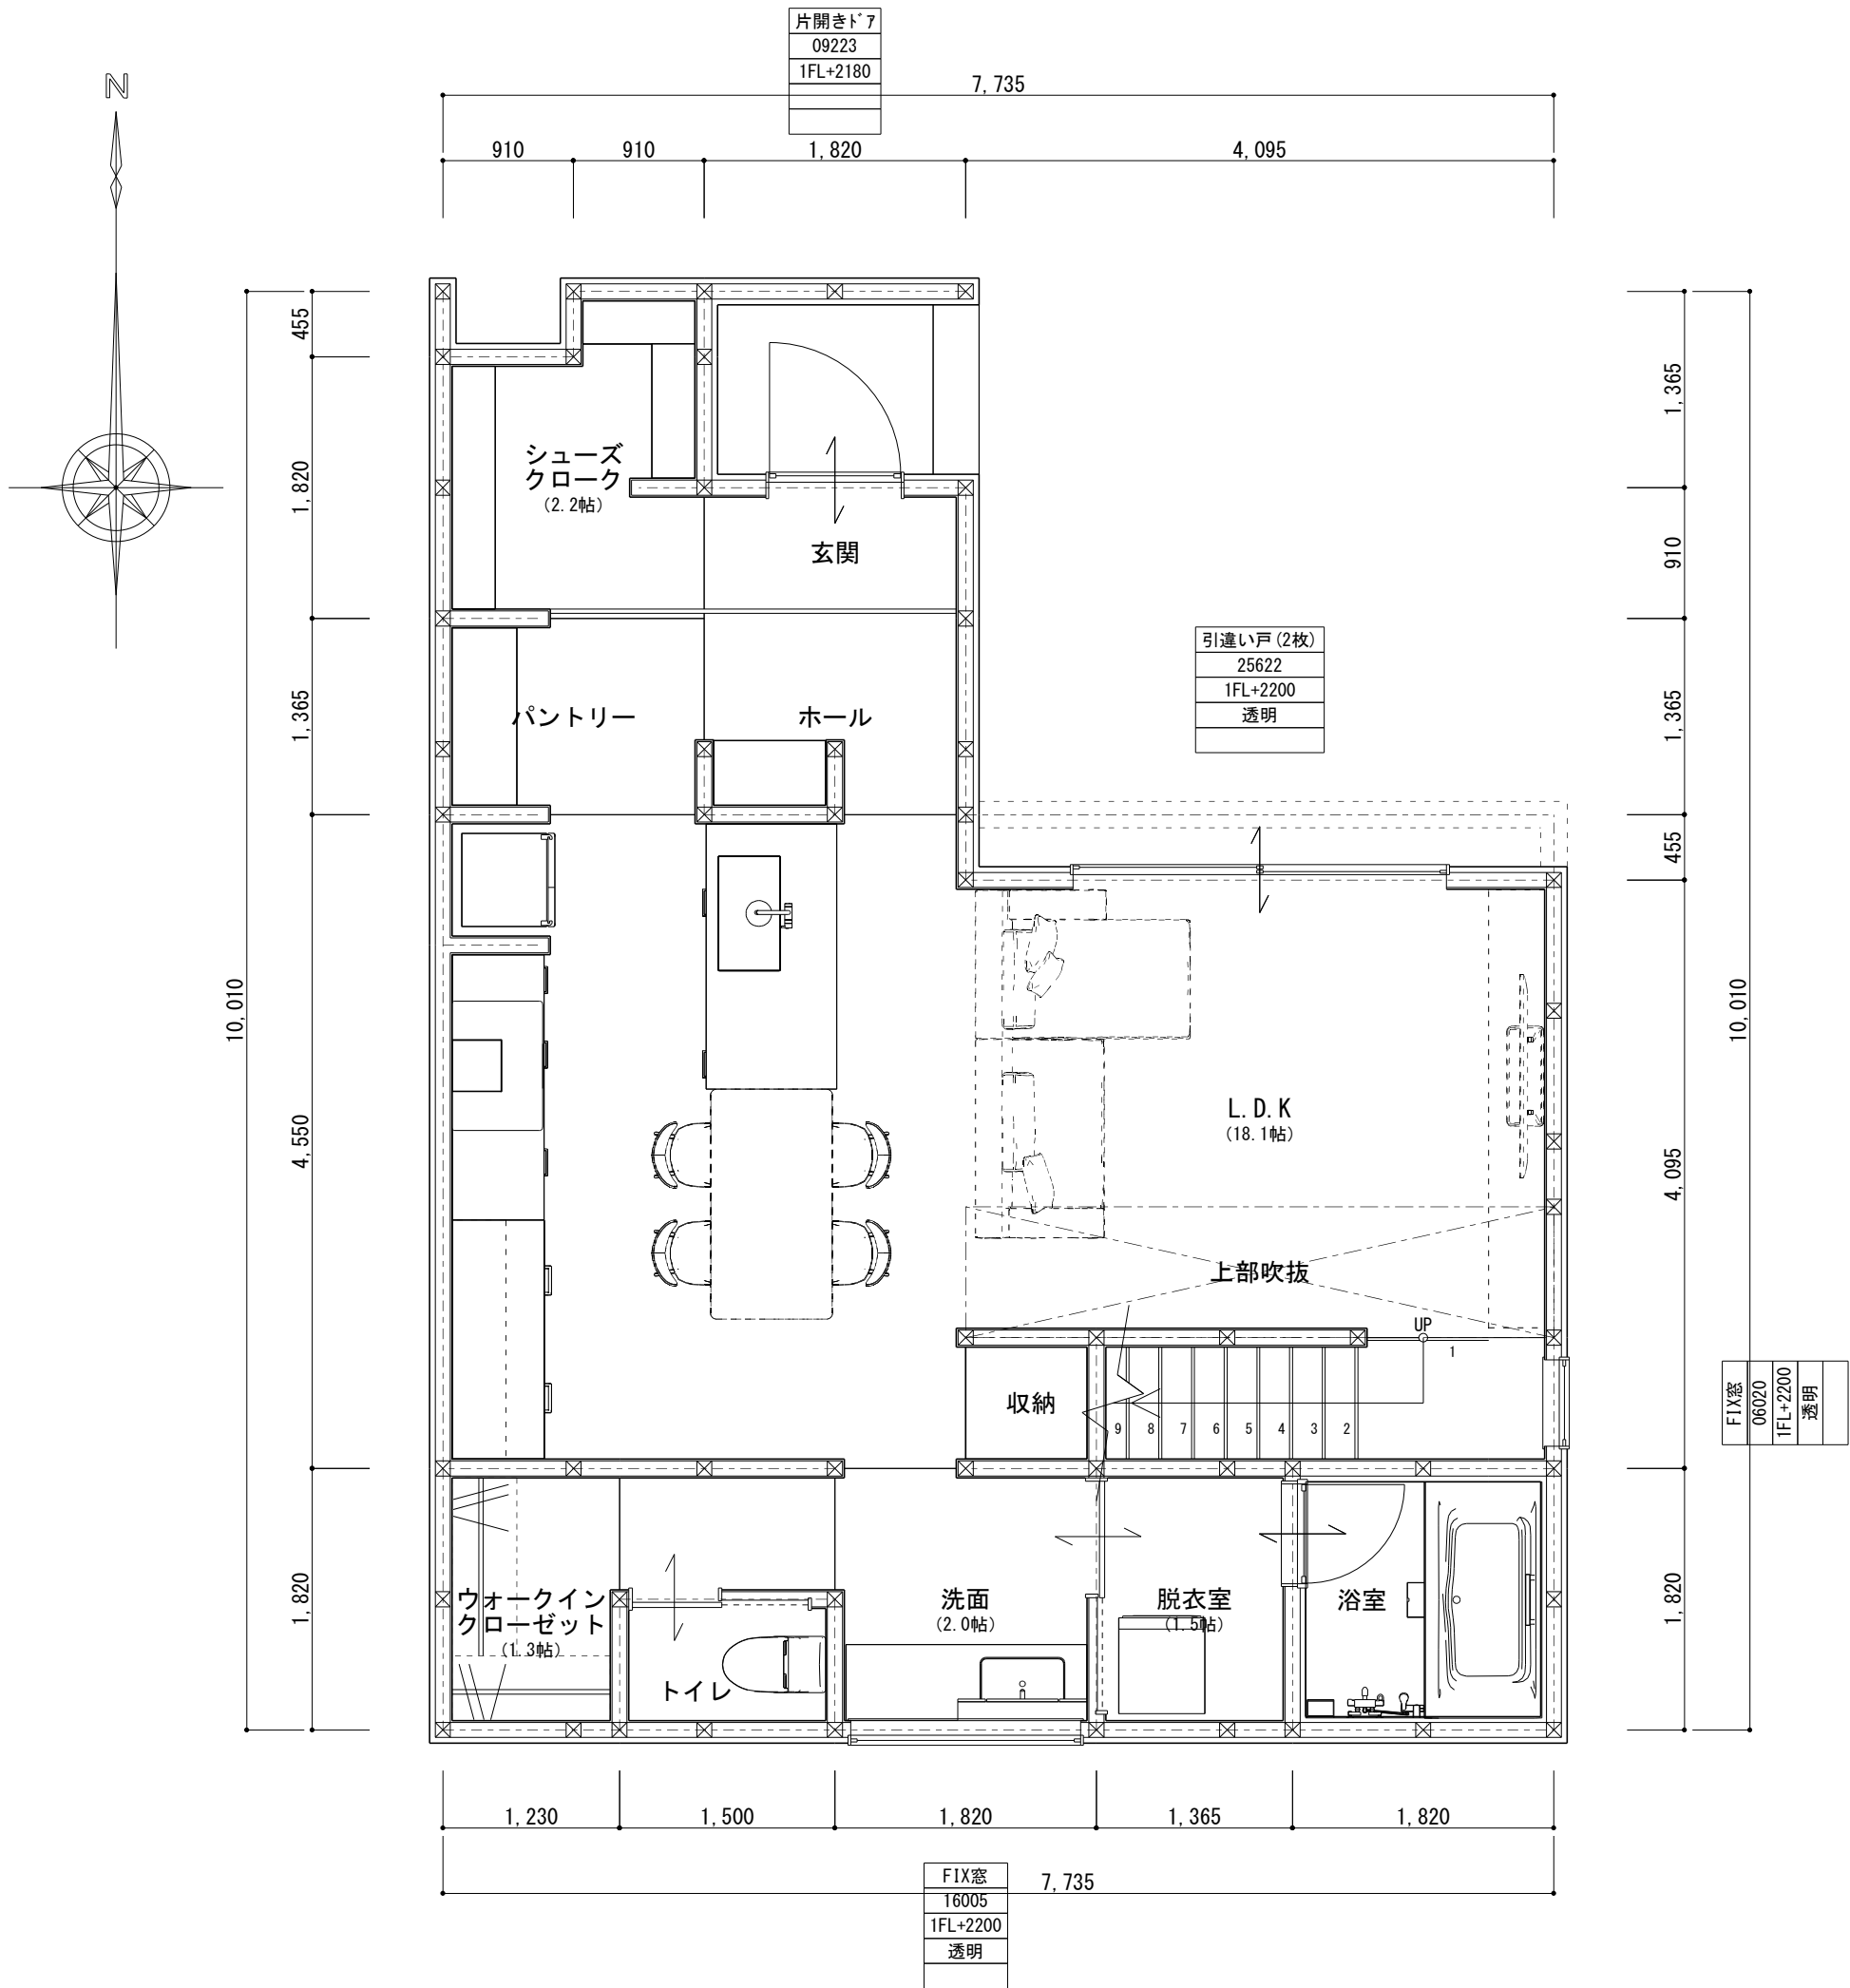 片開きドア
09223
1FL+2180
N
7,735
910
910
1,820
4,095
455
1,820
1,365
4,550
1,820
10,010
1,365
910
1,365
455
4,095
1,820
10,010
シューズ
クローク
(2.2帖)
玄関
引違い戸(2枚)
25622
1FL+2200
透明
パントリー
ホール
L.D.K
(18.1帖)
上部吹抜
UP
1
収納
9
8
7
6
5
4
3
2
FIX窓
06020
1FL+2200
透明
ウォークイン
クローゼット
(1.3帖)
トイレ
洗面
(2.0帖)
脱衣室
(1.5帖)
浴室
1,230
1,500
1,820
1,365
1,820
7,735
FIX窓
16005
1FL+2200
透明